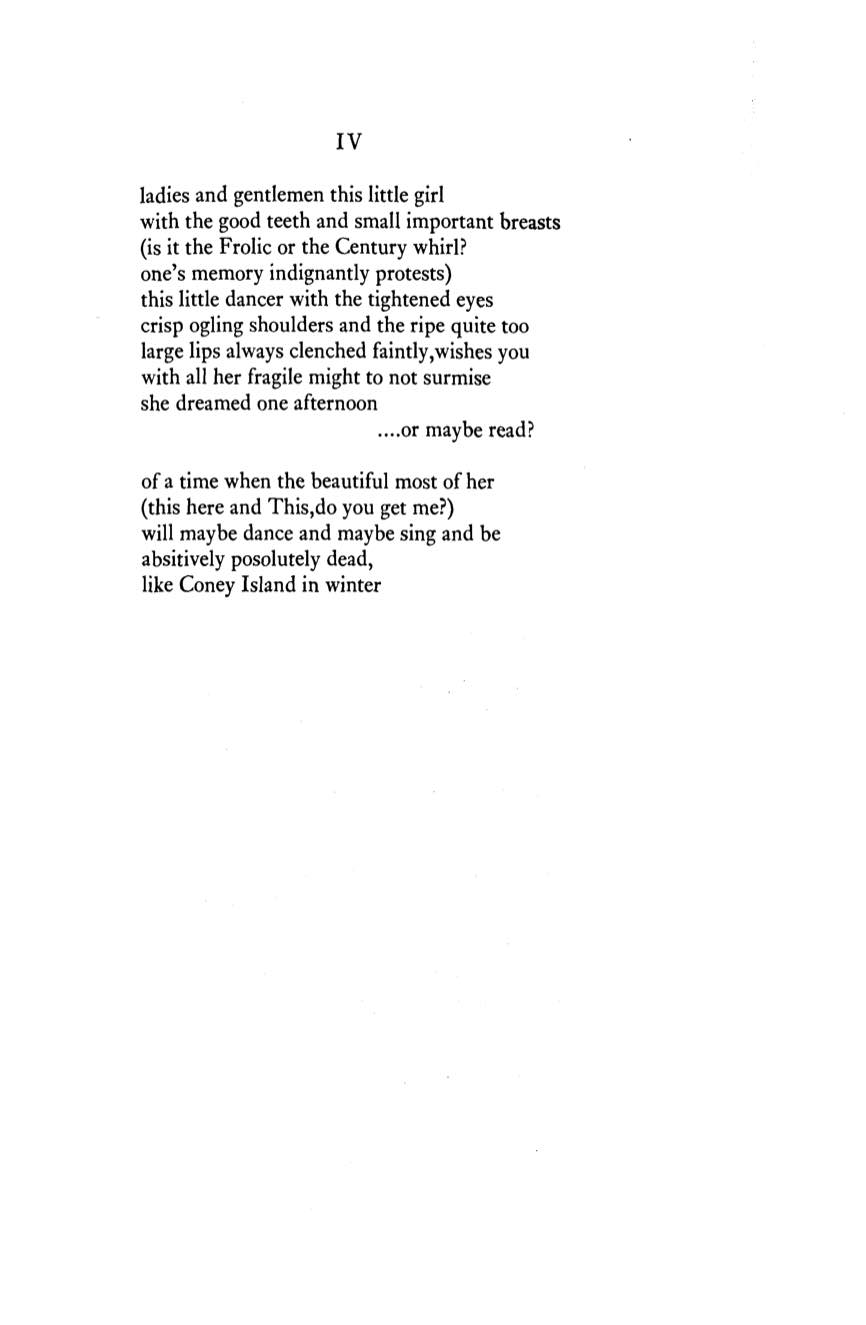 IV
ladies and gentlemen this little girl
with the good teeth and small important breasts
(is it the Frolic or the Century whirl?
one's memory indignantly protests)
this little dancer with the tightened eyes
crisp ogling shoulders and the ripe quite too
large lips always clenched faintly,wishes you
with all her fragile might to not surmise
she dreamed one afternoon
....or maybe read?
of a time when the beautiful most of her
(this here and This,do you get me?)
will maybe dance and maybe sing and be
absitively posolutely dead,
like Coney Island in winter